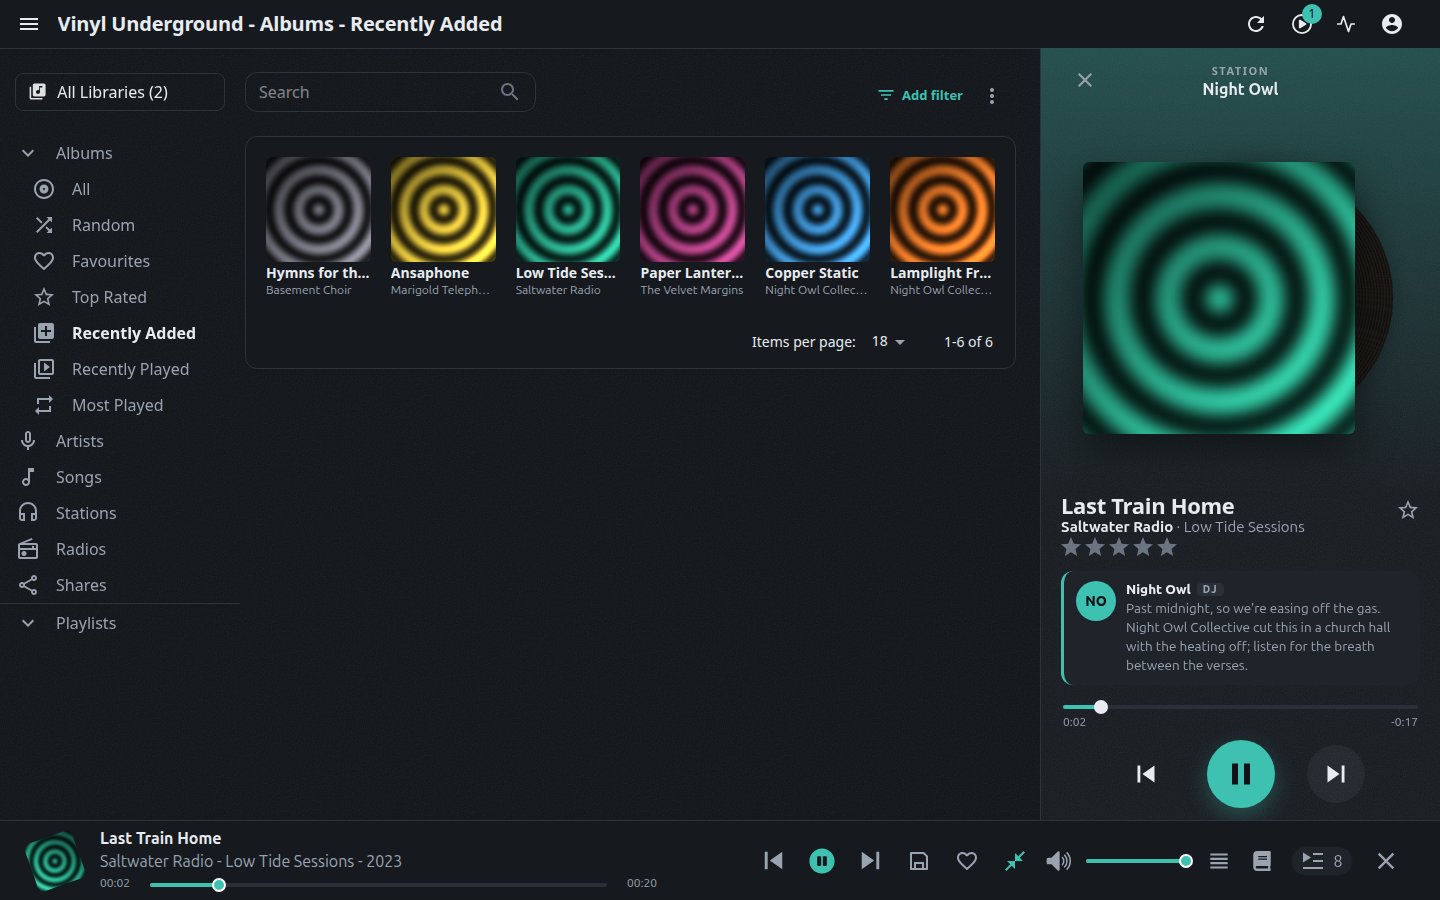 Vinyl Underground - Albums - Recently Added
1
All Libraries (2)
Search
Add filter
Albums
All
Random
Favourites
Top Rated
Recently Added
Recently Played
Most Played
Artists
Songs
Stations
Radios
Shares
Playlists
Hymns for th...
Basement Choir
Ansaphone
Marigold Teleph...
Low Tide Ses...
Saltwater Radio
Paper Lanter...
The Velvet Margins
Copper Static
Night Owl Collec...
Lamplight Fr...
Night Owl Collec...
Items per page: 18
1-6 of 6
STATION
Night Owl
Last Train Home
Saltwater Radio · Low Tide Sessions
NO
Night Owl DJ
Past midnight, so we're easing off the gas.
Night Owl Collective cut this in a church hall
with the heating off; listen for the breath
between the verses.
0:02
-0:17
Last Train Home
Saltwater Radio - Low Tide Sessions - 2023
00:02
00:20
8